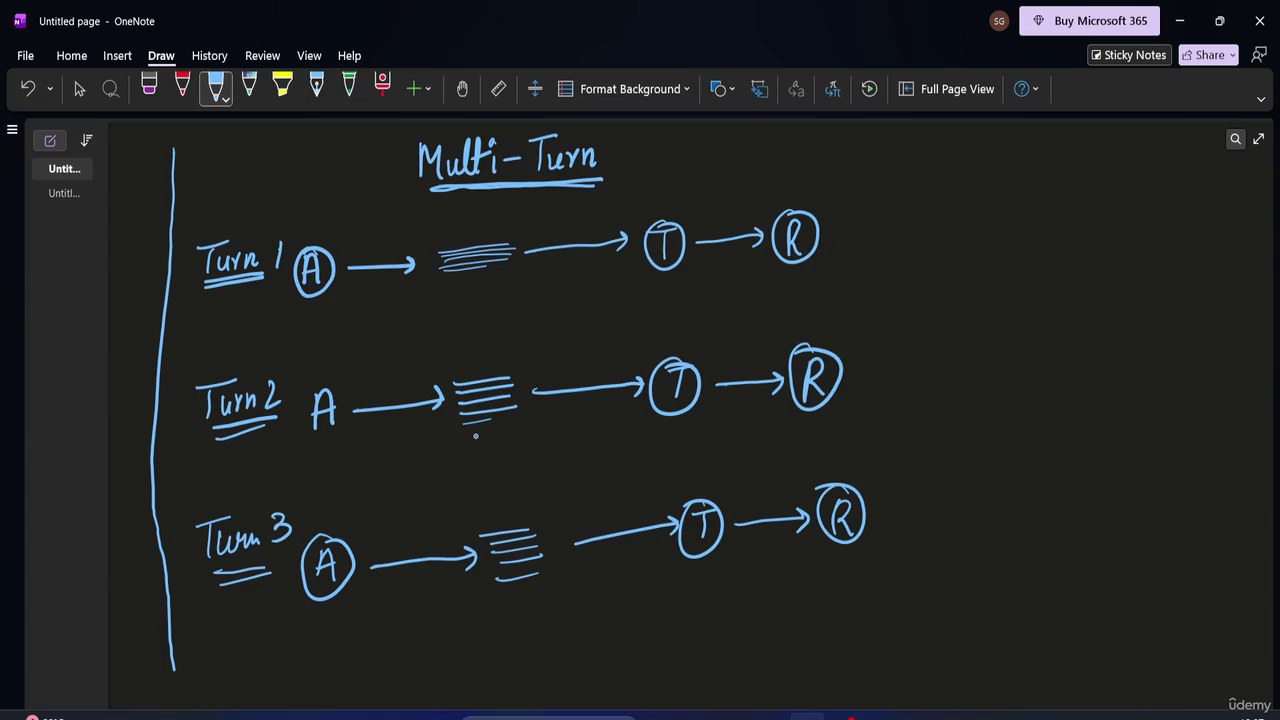 Untitled page - OneNote
SG
Buy Microsoft 365
File Home Insert Draw History Review View Help
Sticky Notes
Share
Format Background
Full Page View
Untit...
Untitl...
Multi-Turn
Turn 1 A T R
Turn 2 A T R
Turn 3 A T R
ûdemy